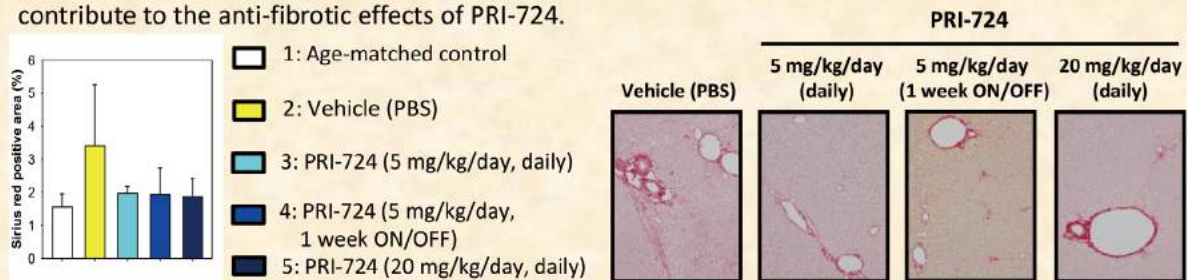 contribute to the anti-fibrotic effects of PRI-724.
Sirius red positive area (%)
6
5
4
3
2
1
0
1: Age-matched control
2: Vehicle (PBS)
3: PRI-724 (5 mg/kg/day, daily)
4: PRI-724 (5 mg/kg/day,
1 week ON/OFF)
5: PRI-724 (20 mg/kg/day, daily)
PRI-724
Vehicle (PBS)
5 mg/kg/day
(daily)
5 mg/kg/day
(1 week ON/OFF)
20 mg/kg/day
(daily)